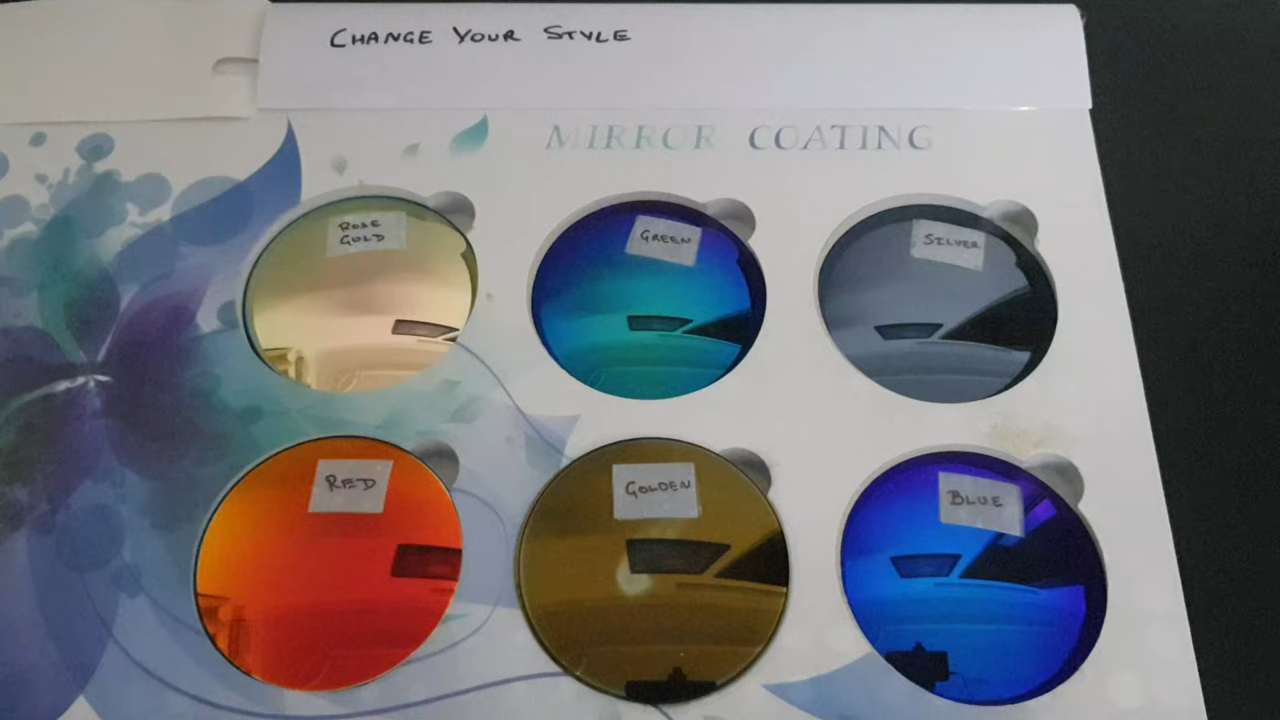 CHANGE YOUR STYLE
MIRROR COATING
ROSE
GOLD
GREEN
SILVER
RED
GOLDEN
BLUE